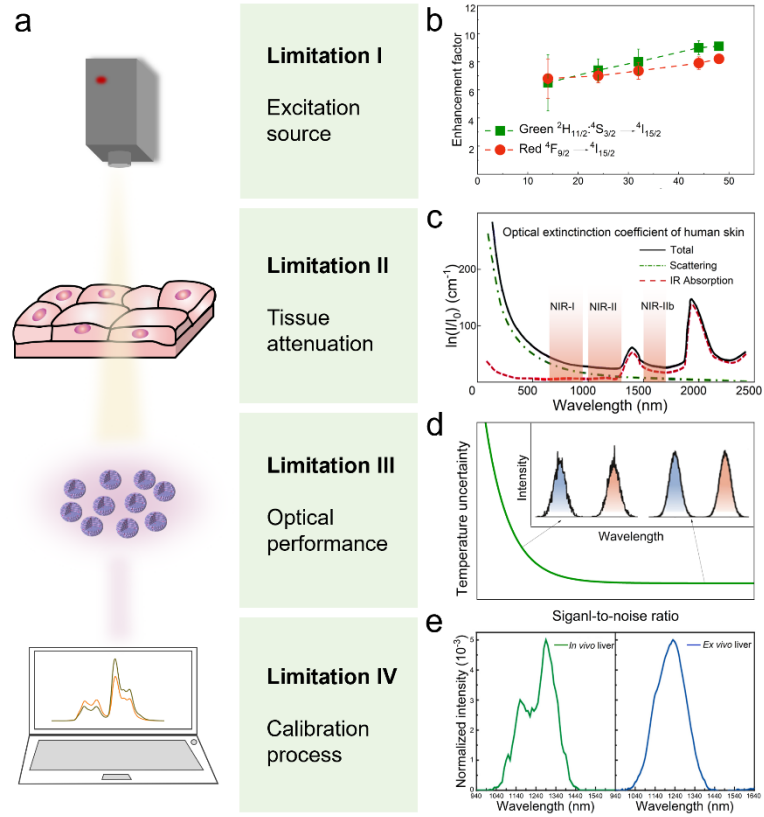 a
Limitation I
Excitation
source
Limitation II
Tissue
attenuation
Limitation III
Optical
performance
Limitation IV
Calibration
process
b
Enhancement factor
12
10
8
6
4
2
Green ²H₁₁/₂:⁴S₃/₂ → ⁴I₁₅/₂
Red ⁴F₉/₂ → ⁴I₁₅/₂
0 10 20 30 40 50
c
Optical extinctinction coefficient of human skin
Total
Scattering
IR Absorption
NIR-I NIR-II NIR-IIb
ln(I/I₀) (cm⁻¹)
200
100
0
0 500 1000 1500 2000 2500
Wavelength (nm)
d
Temperature uncertainty
Intensity
Wavelength
Siganl-to-noise ratio
e
Normalized intensity (10⁻³)
5
4
3
2
1
0
In vivo liver
Ex vivo liver
940 1040 1140 1240 1340 1440 1540 940 1040 1140 1240 1340 1440 1540 1640
Wavelength (nm) Wavelength (nm)